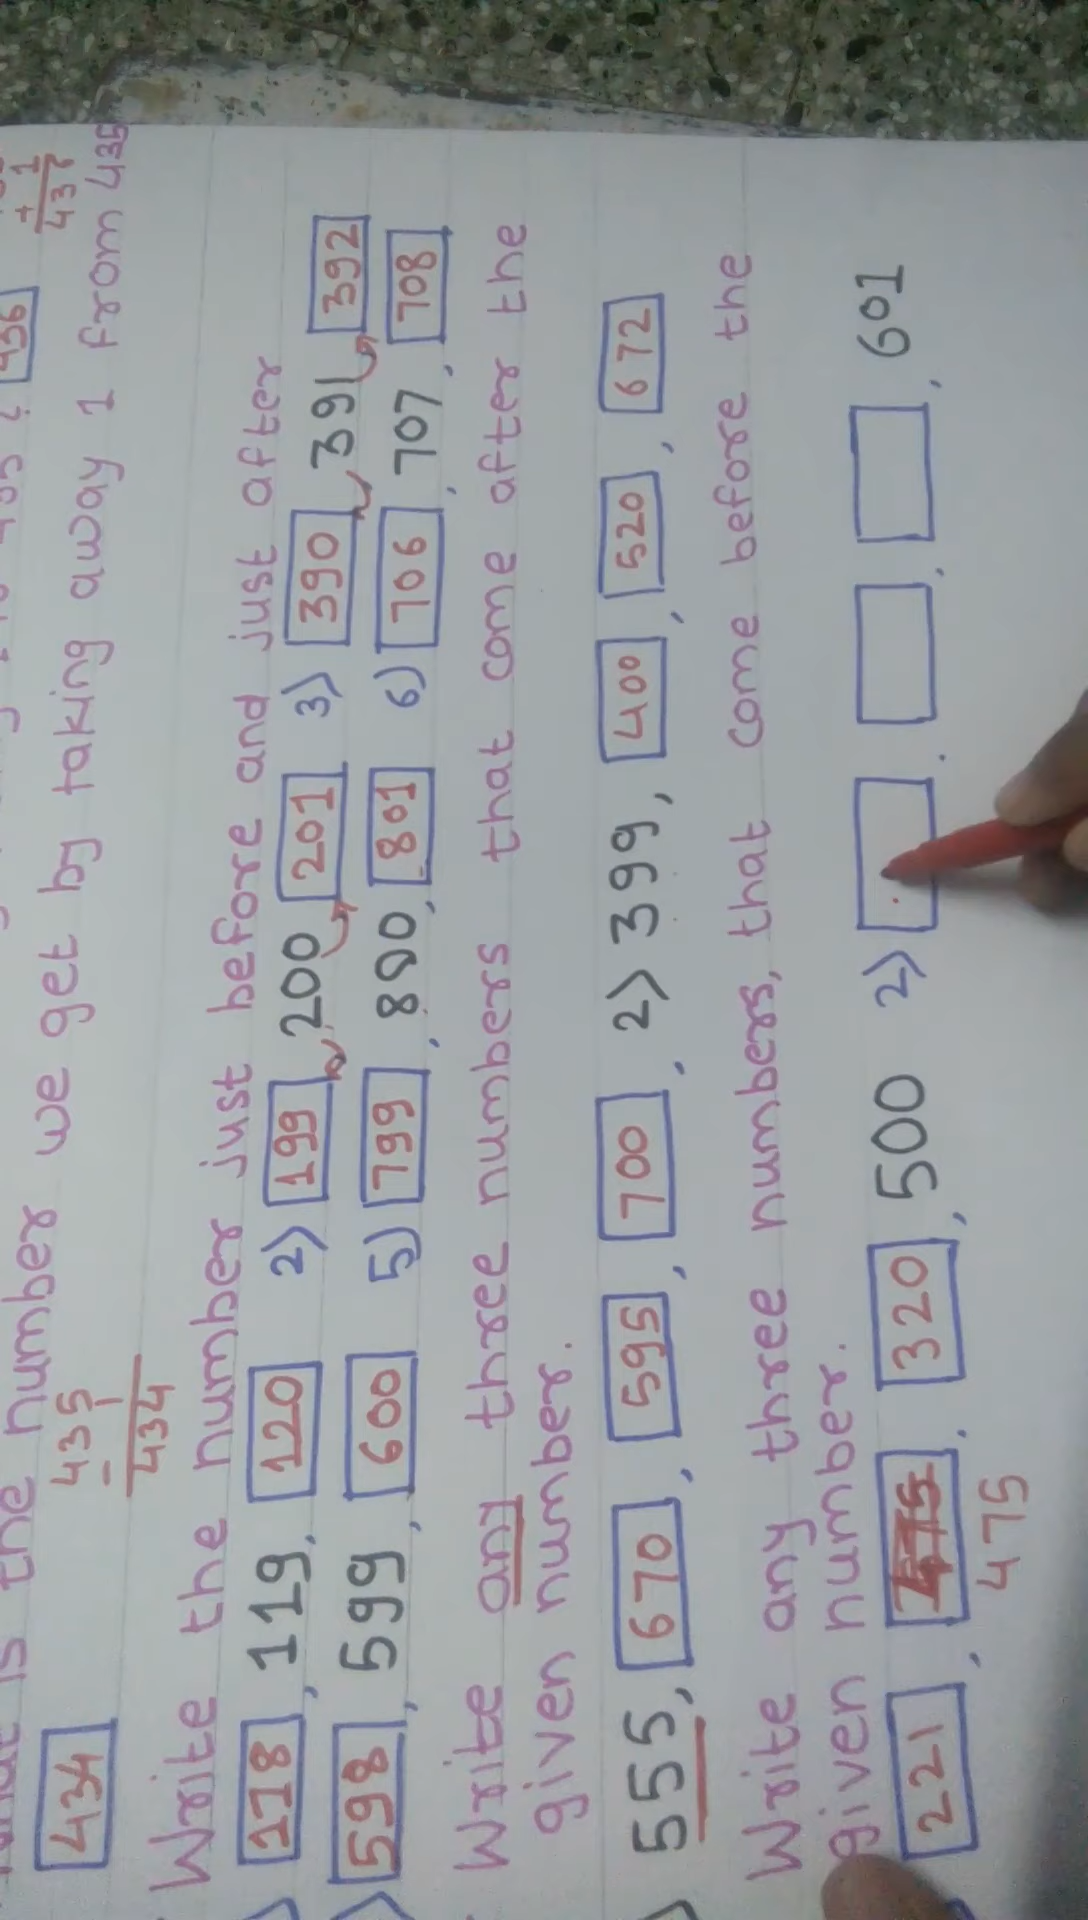 + 1
436
436
the number we get by taking away 1 from 435
434
435
- 1
434
Write the number just before and just after
118, 119, 120 2) 199, 200 201 3) 390, 391, 392
598, 599, 600 5) 799, 800, 801 6) 706, 707, 708
Write any three numbers that come after the
given number.
555, 670, 595, 700, 2) 399, 400, 520, 672
Write any three numbers, that come before the
given number.
221, 475, 320, 500 2) , , , 601
475